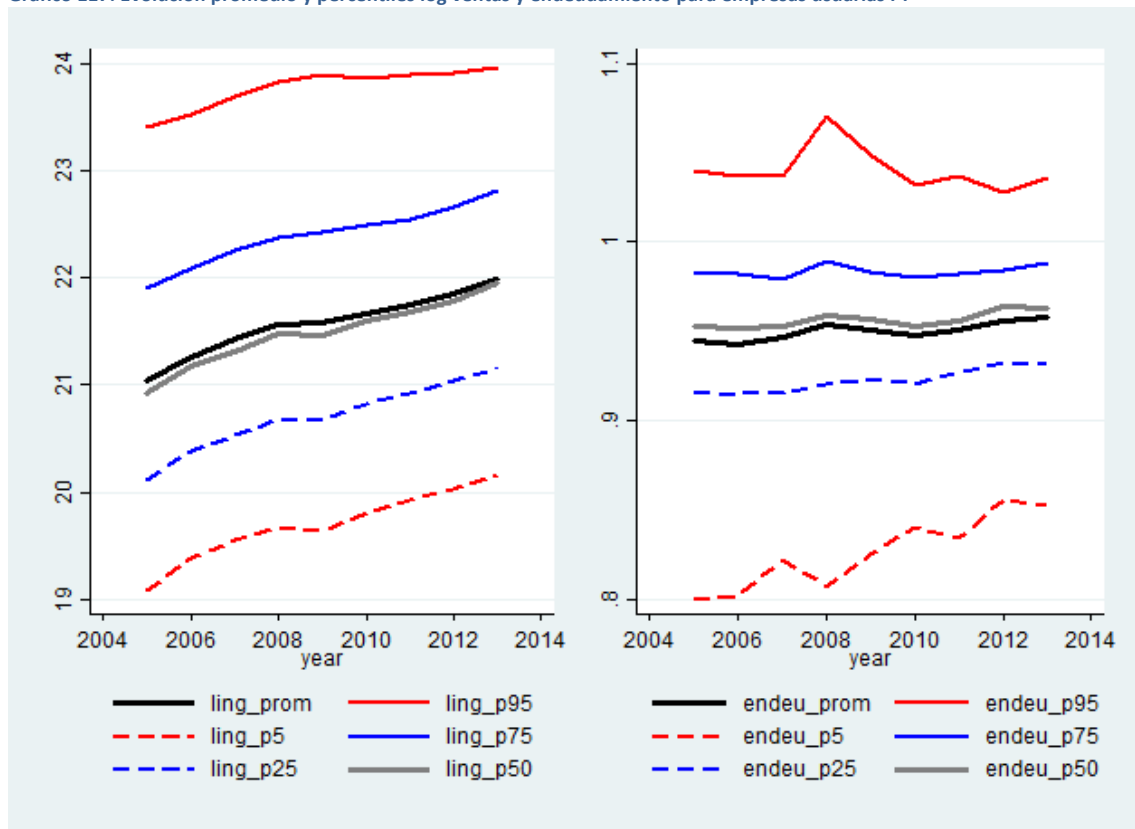 24
23
22
21
20
19
2004 2006 2008 2010 2012 2014
year
ling_prom ling_p95
ling_p5 ling_p75
ling_p25 ling_p50
1.1
1
.9
.8
2004 2006 2008 2010 2012 2014
year
endeu_prom endeu_p95
endeu_p5 endeu_p75
endeu_p25 endeu_p50